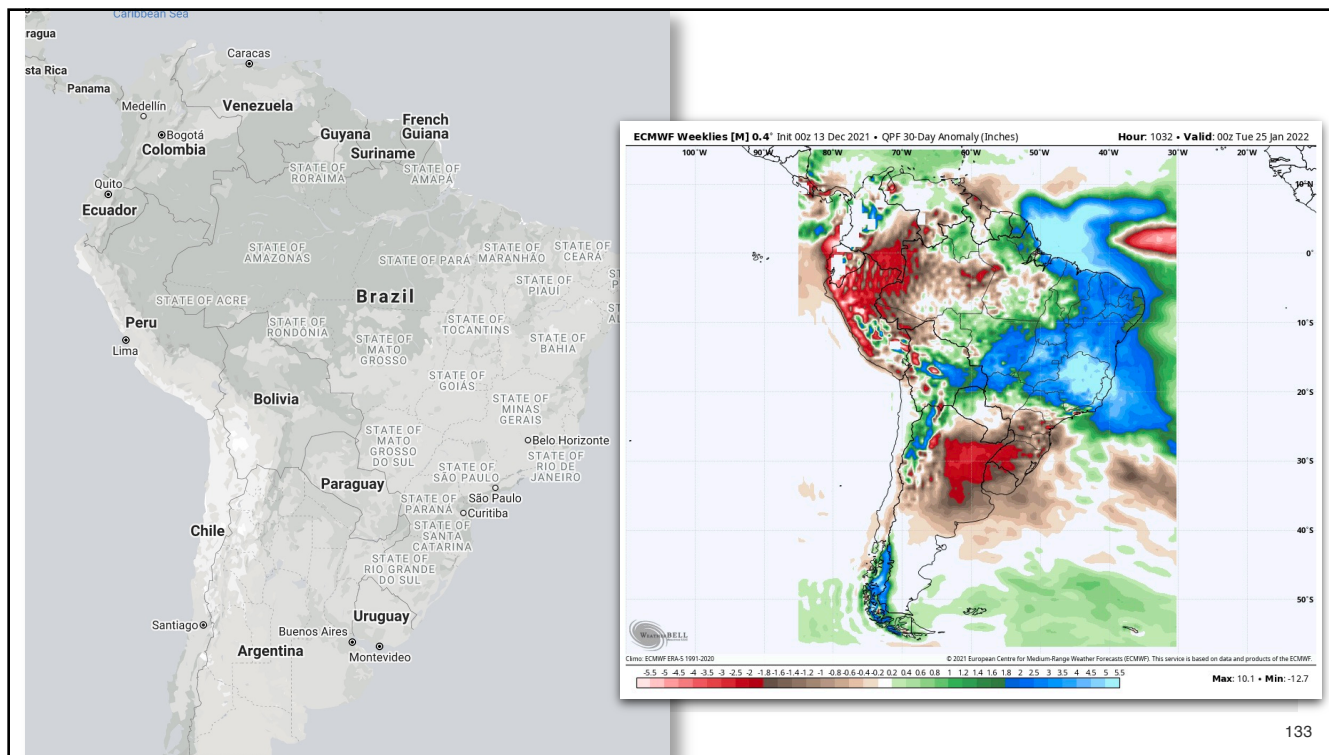 Caribbean Sea
ragua
Caracas
sta Rica
Panama
Medellín
Venezuela
Bogotá
Colombia
Guyana
French
Guiana
Suriname
STATE OF
RORAIMA
STATE OF
AMAPÁ
Quito
Ecuador
STATE OF
AMAZONAS
STATE OF PARÁ
STATE OF
MARANHÃO
STATE OF
CEARÁ
STATE OF
PIAUÍ
Brazil
STATE OF ACRE
Peru
Lima
STATE OF
RONDÔNIA
STATE OF
MATO
GROSSO
STATE OF
TOCANTINS
STATE OF
BAHIA
STATE OF
GOIÁS
Bolivia
STATE OF
MINAS
GERAIS
Belo Horizonte
STATE OF
MATO
GROSSO
DO SUL
STATE OF
RIO DE
JANEIRO
STATE OF
SÃO PAULO
São Paulo
Paraguay
STATE OF
PARANÁ
Curitiba
STATE OF
SANTA
CATARINA
Chile
STATE OF
RIO GRANDE
DO SUL
Uruguay
Santiago
Buenos Aires
Argentina
Montevideo
ECMWF Weeklies [M] 0.4° Init 00z 13 Dec 2021 • QPF 30-Day Anomaly (Inches)
Hour: 1032 • Valid: 00z Tue 25 Jan 2022
100°W 90°W 80°W 70°W 60°W 50°W 40°W 30°W 20°W
10°N
0°
10°S
20°S
30°S
40°S
50°S
WeatherBELL
Climo: ECMWF ERA-5 1991-2020
© 2021 European Centre for Medium-Range Weather Forecasts (ECMWF). This service is based on data and products of the ECMWF.
-5.5 -5 -4.5 -4 -3.5 -3 -2.5 -2 -1.8 -1.6 -1.4 -1.2 -1 -0.8 -0.6 -0.4 -0.2 0.2 0.4 0.6 0.8 1 1.2 1.4 1.6 1.8 2 2.5 3 3.5 4 4.5 5 5.5
Max: 10.1 • Min: -12.7
133